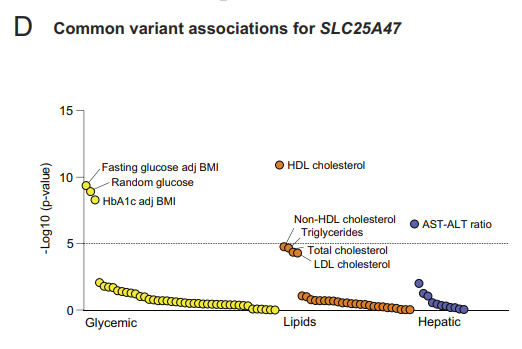 D Common variant associations for SLC25A47
15
10
5
0
-Log10 (p-value)
Fasting glucose adj BMI
Random glucose
HbA1c adj BMI
HDL cholesterol
Non-HDL cholesterol
Triglycerides
Total cholesterol
LDL cholesterol
AST-ALT ratio
Glycemic
Lipids
Hepatic